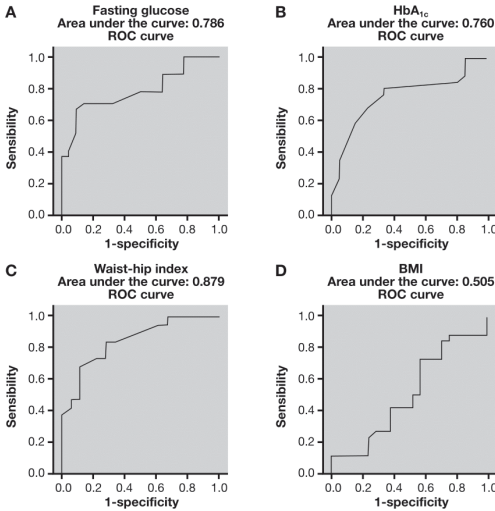 A
Fasting glucose
Area under the curve: 0.786
ROC curve
1.0
0.8
0.6
0.4
0.2
0.0
Sensibility
0.0 0.2 0.4 0.6 0.8 1.0
1-specificity
B
HbA1c
Area under the curve: 0.760
ROC curve
1.0
0.8
0.6
0.4
0.2
0.0
Sensibility
0.0 0.2 0.4 0.6 0.8 1.0
1-specificity
C
Waist-hip index
Area under the curve: 0.879
ROC curve
1.0
0.8
0.6
0.4
0.2
0.0
Sensibility
0.0 0.2 0.4 0.6 0.8 1.0
1-specificity
D
BMI
Area under the curve: 0.505
ROC curve
1.0
0.8
0.6
0.4
0.2
0.0
Sensibility
0.0 0.2 0.4 0.6 0.8 1.0
1-specificity